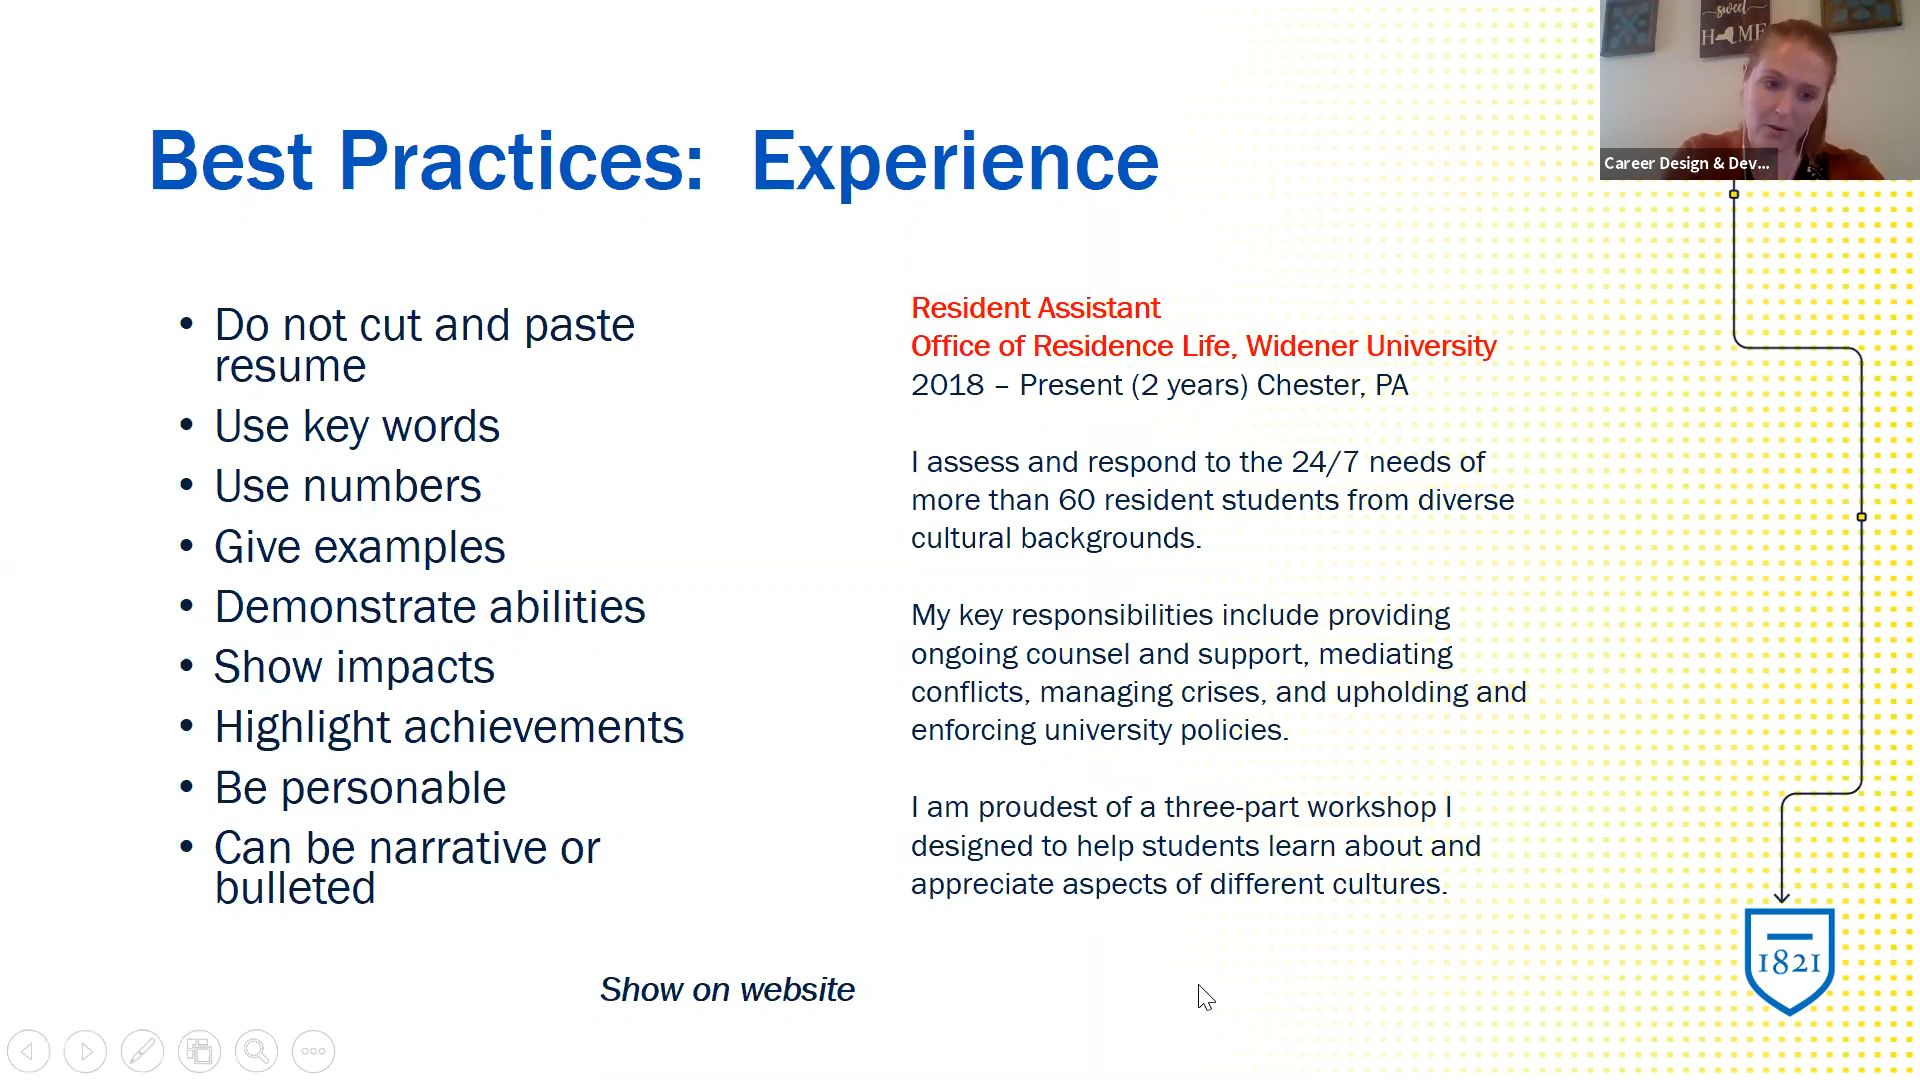 sweet
H ME
Career Design & Dev...
Best Practices: Experience
• Do not cut and paste
resume
• Use key words
• Use numbers
• Give examples
• Demonstrate abilities
• Show impacts
• Highlight achievements
• Be personable
• Can be narrative or
bulleted
Resident Assistant
Office of Residence Life, Widener University
2018 – Present (2 years) Chester, PA
I assess and respond to the 24/7 needs of
more than 60 resident students from diverse
cultural backgrounds.
My key responsibilities include providing
ongoing counsel and support, mediating
conflicts, managing crises, and upholding and
enforcing university policies.
I am proudest of a three-part workshop I
designed to help students learn about and
appreciate aspects of different cultures.
Show on website
1821